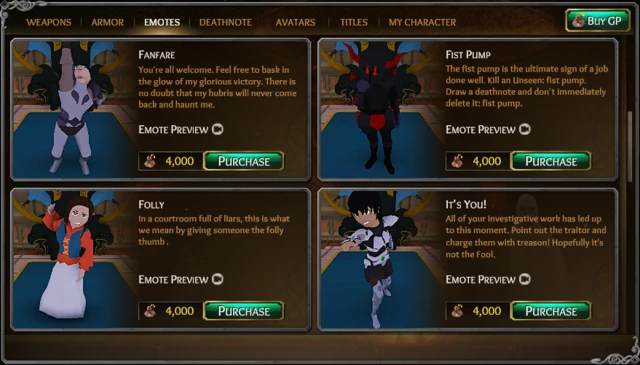 WEAPONS ARMOR EMOTES DEATHNOTE AVATARS TITLES MY CHARACTER BUY GP
FANFARE
You're all welcome. Feel free to bask in
the glow of my glorious victory. There is
no doubt that my hubris will never come
back and haunt me.
EMOTE PREVIEW
4,000 PURCHASE
FIST PUMP
The fist pump is the ultimate sign of a job
done well. Kill an Unseen: fist pump.
Draw a deathnote and don't immediately
delete it: fist pump.
EMOTE PREVIEW
4,000 PURCHASE
FOLLY
In a courtroom full of liars, this is what
we mean by giving someone the folly
thumb .
EMOTE PREVIEW
4,000 PURCHASE
IT'S YOU!
All of your investigative work has led up
to this moment. Point out the traitor and
charge them with treason! Hopefully it's
not the Fool.
EMOTE PREVIEW
4,000 PURCHASE